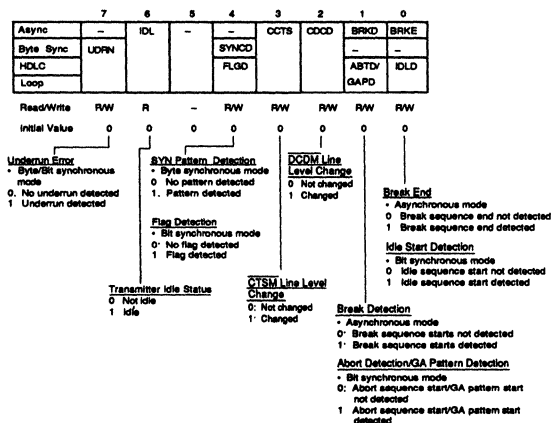 7 6 5 4 3 2 1 0
Async – IDL – – CCTS CDCD BRKD BRKE
Byte Sync UDRN SYNCD – –
HDLC FLGD ABTD/ IDLD
Loop GAPD
Read/Write R/W R – R/W R/W R/W R/W R/W
Initial Value 0 0 0 0 0 0 0 0
Underrun Error
• Byte/Bit synchronous
mode
0. No underrun detected
1 Underrun detected
SYN Pattern Detection
• Byte synchronous mode
0 No pattern detected
1. Pattern detected
Flag Detection
• Bit synchronous mode
0· No flag detected
1 Flag detected
Transmitter Idle Status
0 Not Idle
1 Idle
DCDM Line
Level Change
0 Not changed
1 Changed
CTSM Line Level
Change
0: Not changed
1· Changed
Break End
• Asynchronous mode
0 Break sequence end not detected
1 Break sequence end detected
Idle Start Detection
• Bit synchronous mode
0 Idle sequence start not detected
1 Idle sequence start detected
Break Detection
• Asynchronous mode
0· Break sequence starts not detected
1· Break sequence starts detected
Abort Detection/GA Pattern Detection
• Bit synchronous mode
0: Abort sequence start/GA pattern start
not detected
1 Abort sequence start/GA pattern start
detected